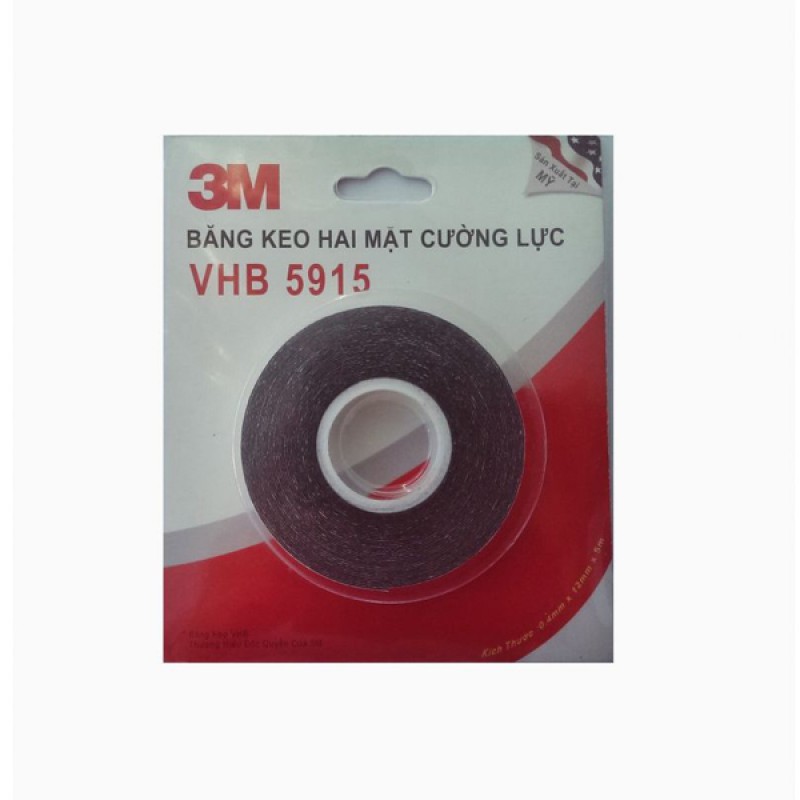 3M
Sản Xuất Tại
MỸ
BĂNG KEO HAI MẶT CƯỜNG LỰC
VHB 5915
* Băng keo VHB
Thương Hiệu Độc Quyền Của 3M
Kích Thước 0.4mm x 12mm x 5m